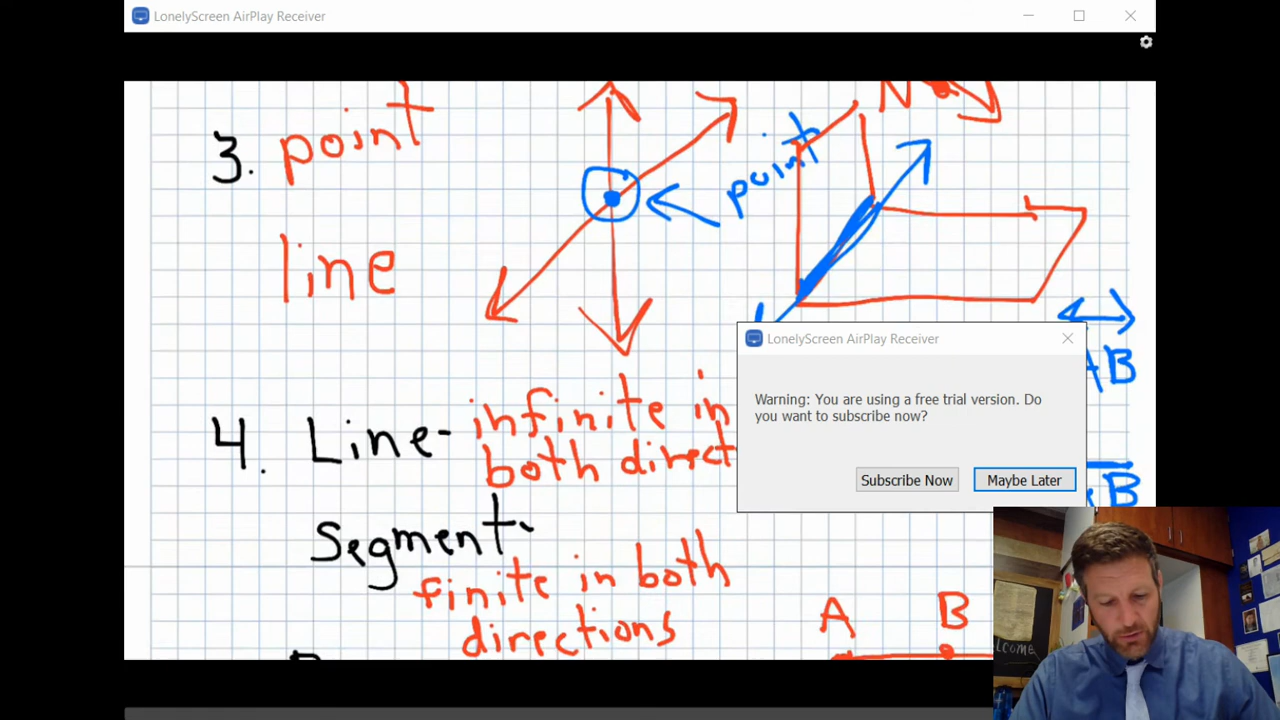 LonelyScreen AirPlay Receiver
N
3. point
point
line
AB
LonelyScreen AirPlay Receiver
Warning: You are using a free trial version. Do
you want to subscribe now?
Subscribe Now
Maybe Later
4. Line- infinite in
both direct
B
Segment-
finite in both
directions
A B